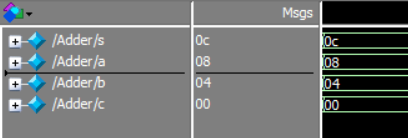 Msgs
/Adder/s 0c 0c
/Adder/a 08 08
/Adder/b 04 04
/Adder/c 00 00